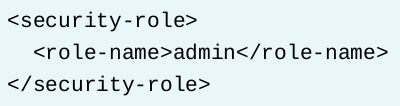 <security-role>
  <role-name>admin</role-name>
</security-role>